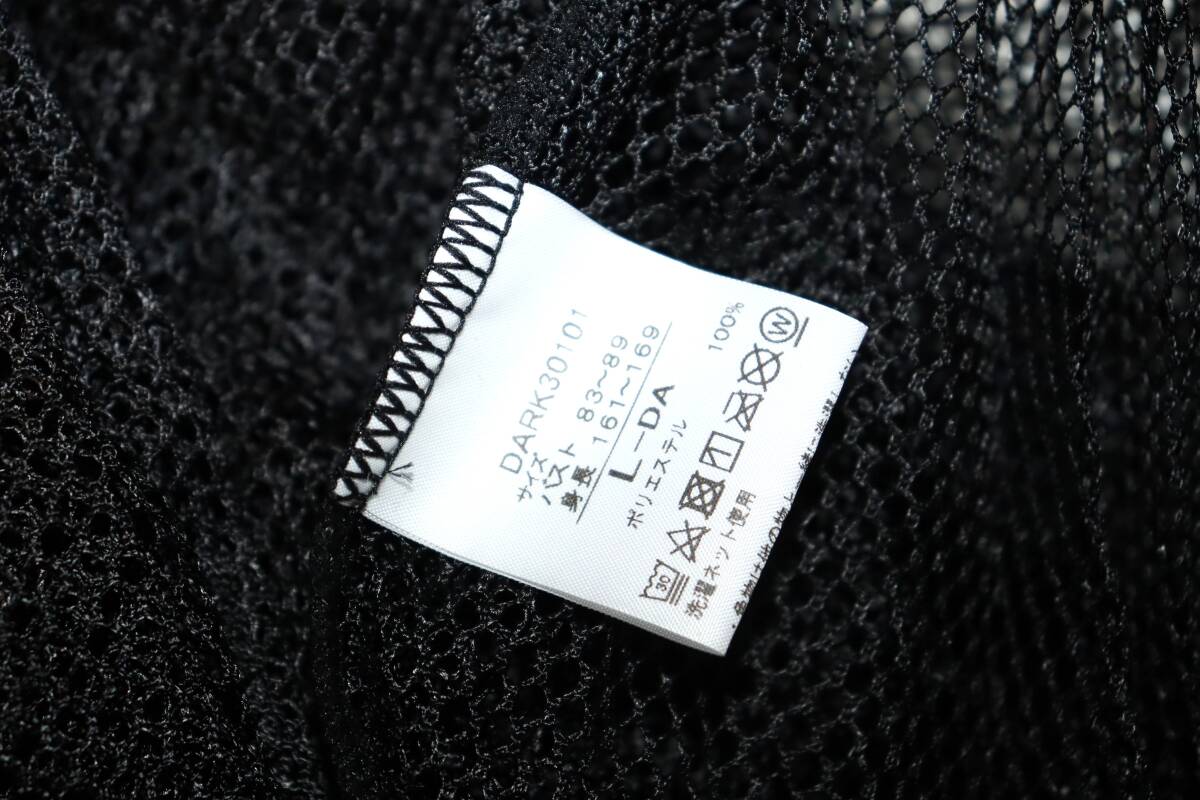 DARK30101
サイズ
バスト 83~89
身長 161~169
L-DA
ポリエステル 100%
30 W
洗濯ネット使用